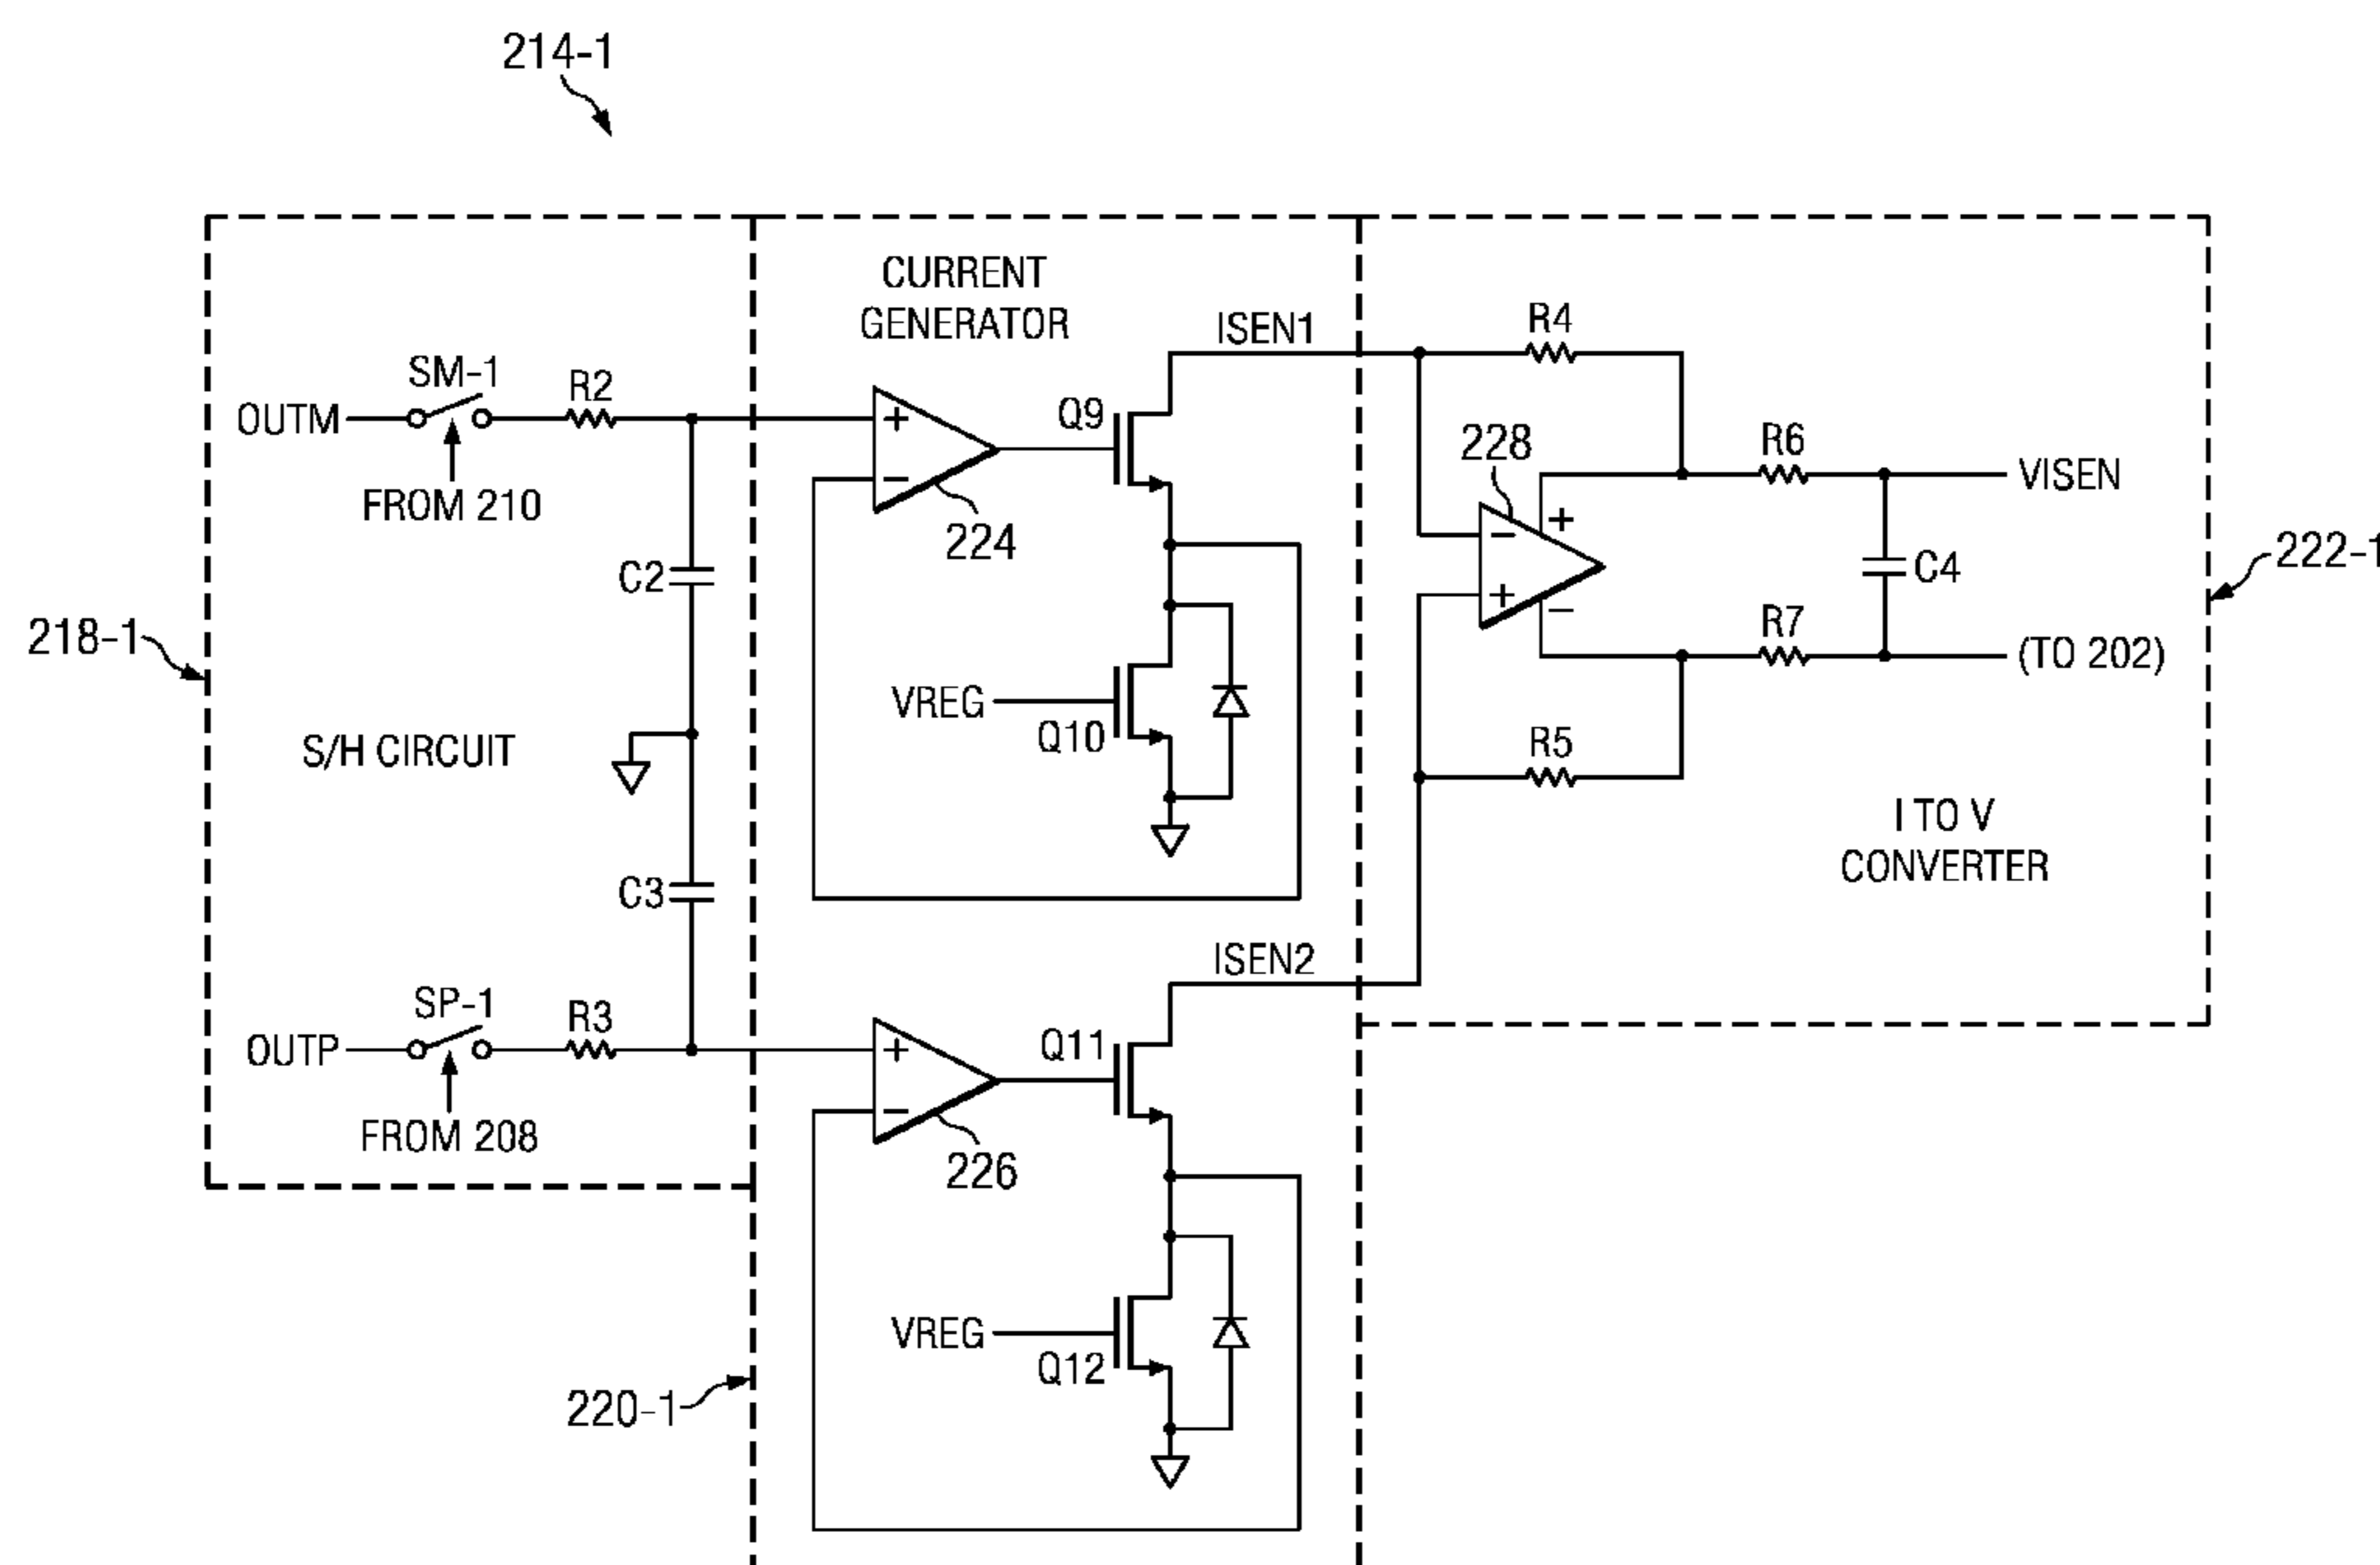 214-1
CURRENT
GENERATOR
ISEN1
R4
SM-1
R2
OUTM
+
−
Q9
228
R6
VISEN
FROM 210
224
−
+
+
−
C2
C4
222-1
R7
(TO 202)
218-1
VREG
Q10
S/H CIRCUIT
R5
I TO V
CONVERTER
C3
ISEN2
SP-1
R3
OUTP
+
−
Q11
FROM 208
226
VREG
Q12
220-1